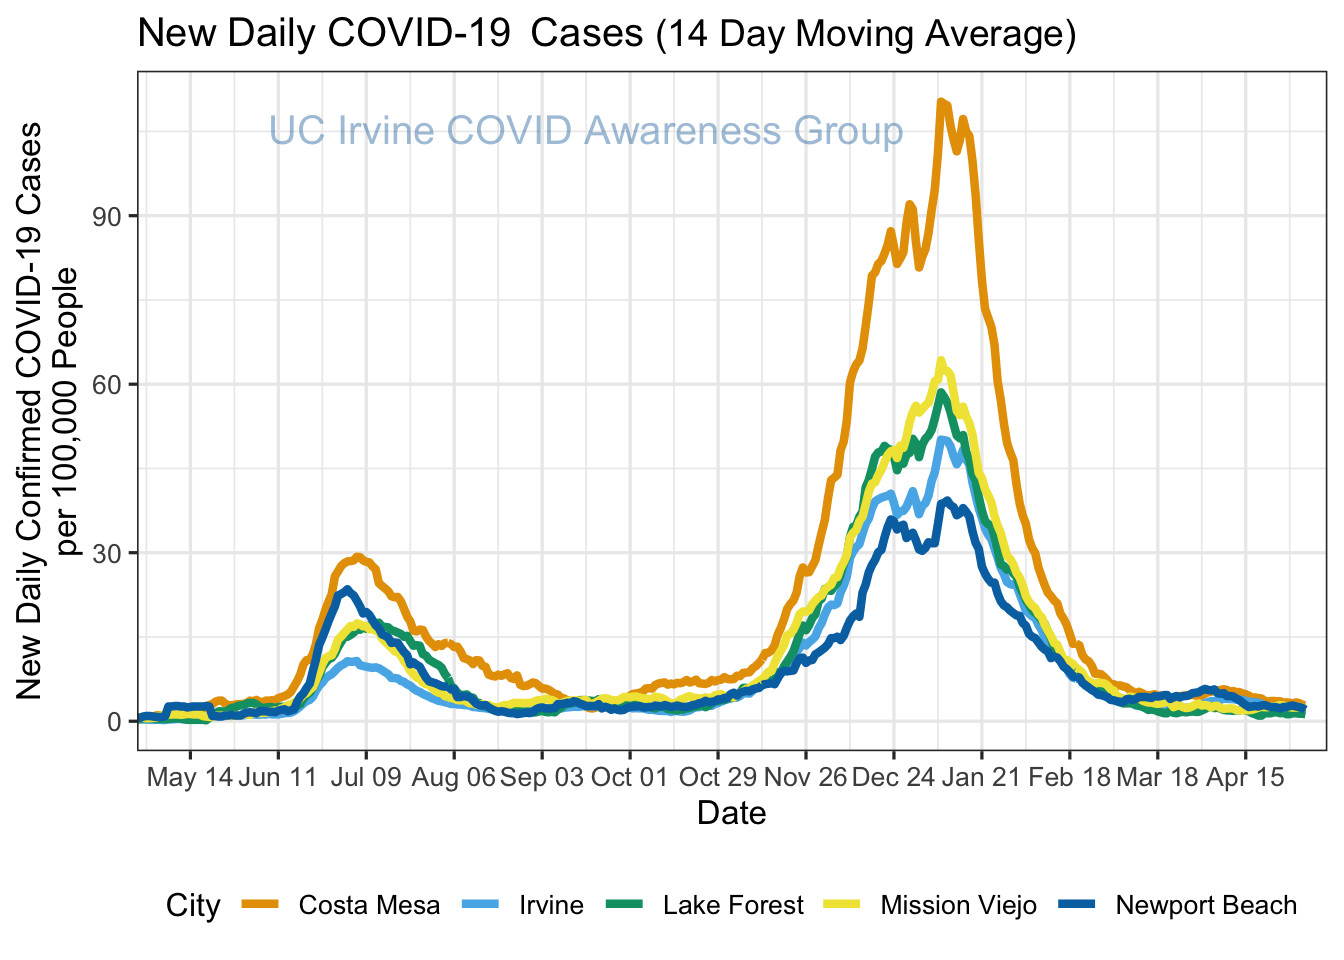 New Daily COVID-19 Cases (14 Day Moving Average)
UC Irvine COVID Awareness Group
New Daily Confirmed COVID-19 Cases
per 100,000 People
90
60
30
0
May 14 Jun 11 Jul 09 Aug 06 Sep 03 Oct 01 Oct 29 Nov 26 Dec 24 Jan 21 Feb 18 Mar 18 Apr 15
Date
City Costa Mesa Irvine Lake Forest Mission Viejo Newport Beach